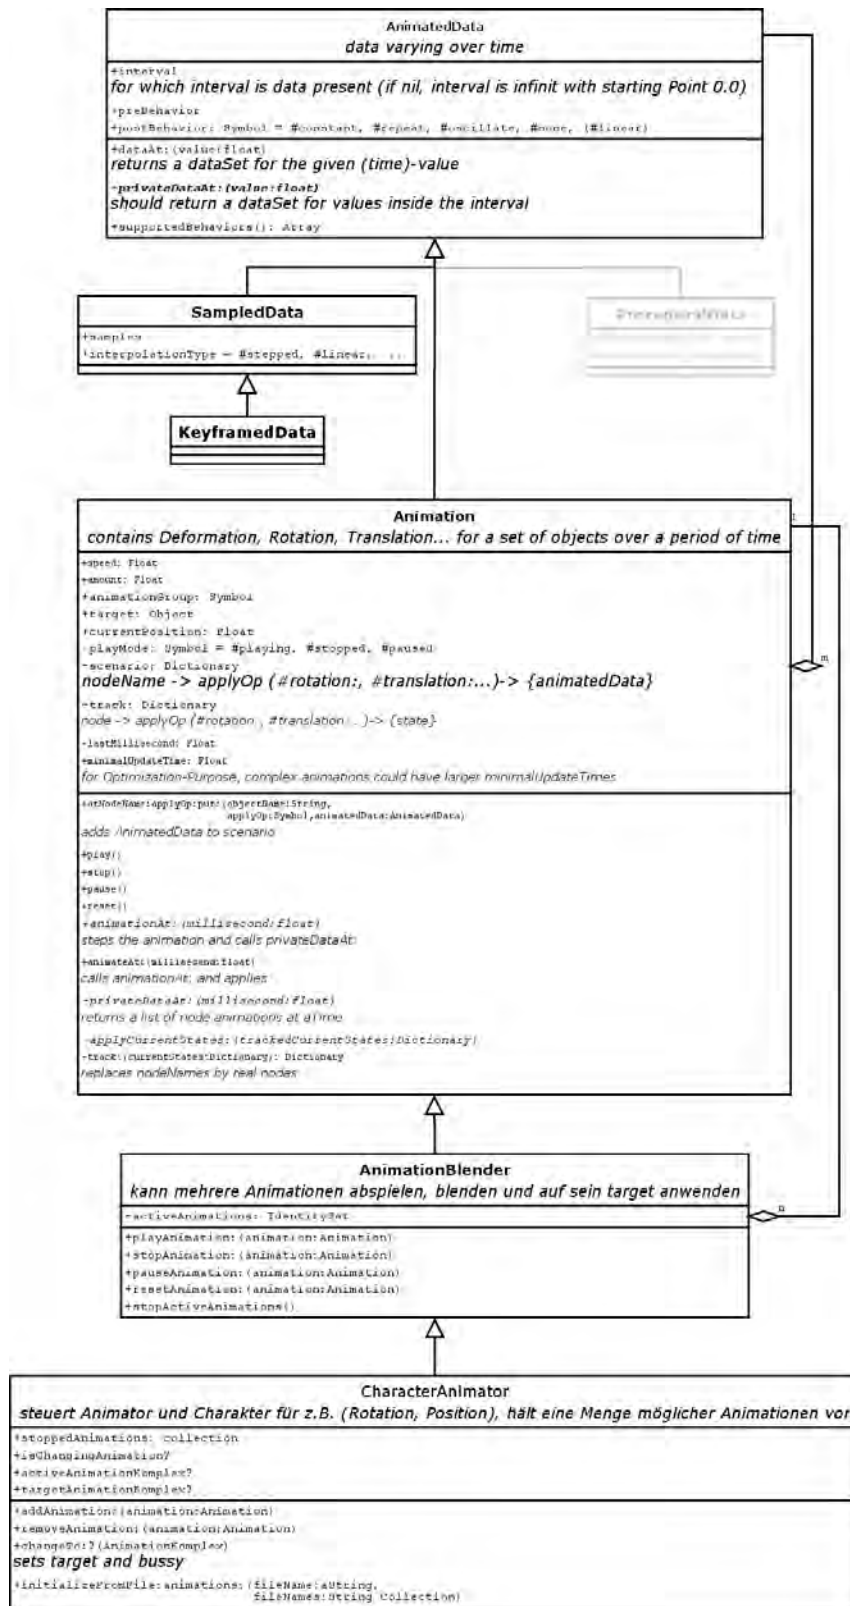 AnimatedData
data varying over time
+interval
for which interval is data present (if nil, interval is infinit with starting Point 0.0)
+preBehavior
+postBehavior: Symbol = #constant, #repeat, #oscillate, #none, (#linear)
+dataAt:(value:float)
returns a dataSet for the given (time)-value
-privateDataAt:(value:float)
should return a dataSet for values inside the interval
+supportedBehaviors(): Array
SampledData
+samples
+interpolationType = #stepped, #linear, ...
ProceduralData
KeyframedData
Animation
contains Deformation, Rotation, Translation... for a set of objects over a period of time
1
+speed: Float
+amount: Float
+animationGroup: Symbol
+target: Object
+currentPosition: Float
-playMode: Symbol = #playing, #stopped, #paused
-scenario: Dictionary
n
nodeName -> applyOp (#rotation:, #translation:...)-> {animatedData}
-track: Dictionary
node -> applyOp (#rotation:, #translation:...)-> {state}
-lastMillisecond: Float
+minimalUpdateTime: Float
for Optimization-Purpose, complex animations could have larger minimalUpdateTimes
+atNodeName:applyOp:put:(objectName:String,
applyOp:Symbol,animatedData:AnimatedData)
adds AnimatedData to scenario
+play()
+stop()
+pause()
+reset()
+animationAt:(millisecond:float)
steps the animation and calls privateDataAt:
+animateAt:(millisecond:float)
calls animationAt: and applies
-privateDataAt:(millisecond:float)
returns a list of node animations at aTime
-applyCurrentStates:(trackedCurrentStates:Dictionary)
-track:(currentStates:Dictionary): Dictionary
replaces nodeNames by real nodes
AnimationBlender
kann mehrere Animationen abspielen, blenden und auf sein target anwenden
-activeAnimations: IdentitySet
n
+playAnimation:(animation:Animation)
+stopAnimation:(animation:Animation)
+pauseAnimation:(animation:Animation)
+resetAnimation:(animation:Animation)
+stopActiveAnimations()
CharacterAnimator
steuert Animator und Charakter für z.B. (Rotation, Position), hält eine Menge möglicher Animationen vor
+stoppedAnimations: collection
+isChangingAnimation?
+activeAnimationKomplex?
+targetAnimationKomplex?
+addAnimation:(animation:Animation)
+removeAnimation:(animation:Animation)
+changeTo:?(AnimationKomplex)
sets target and bussy
+initializeFromFile:animations:(fileName:aString,
fileNames:String Collection)